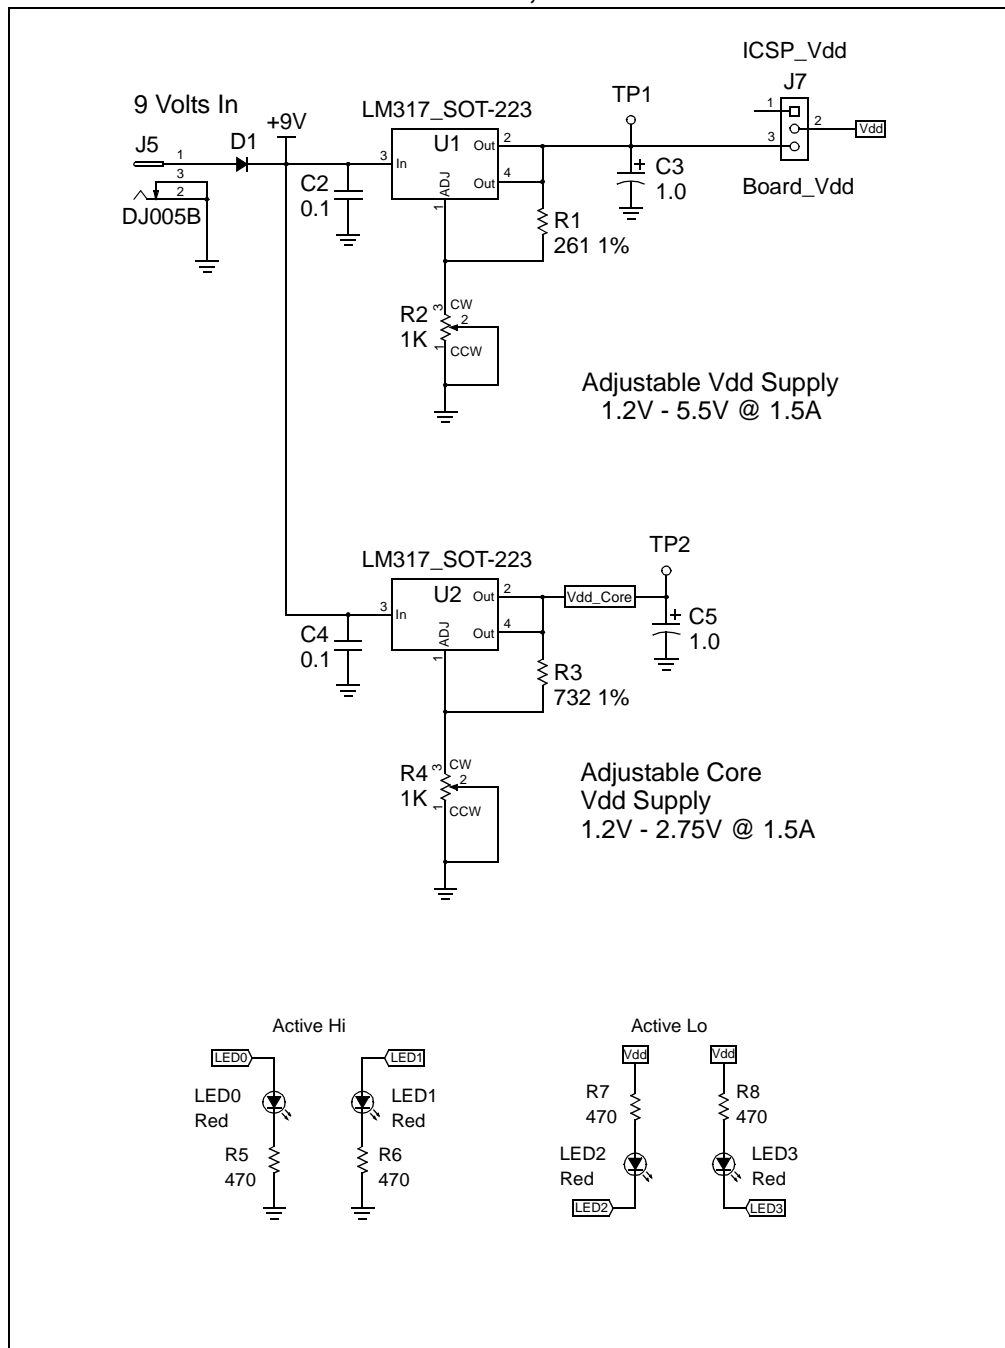 ICSP_Vdd
J7
TP1
9 Volts In
+9V
LM317_SOT-223
J5
D1
1
3
2
DJ005B
C2
0.1
3
In
U1
Out
2
Out
4
ADJ
1
1
2
3
Vdd
C3
1.0
Board_Vdd
R1
261 1%
R2
1K
3
CW
2
1
CCW
Adjustable Vdd Supply
1.2V - 5.5V @ 1.5A
LM317_SOT-223
TP2
3
In
U2
Out
2
Out
4
ADJ
1
Vdd_Core
C4
0.1
C5
1.0
R3
732 1%
R4
1K
3
CW
2
1
CCW
Adjustable Core
Vdd Supply
1.2V - 2.75V @ 1.5A
Active Hi
LED0
LED1
LED0
Red
LED1
Red
R5
470
R6
470
Active Lo
Vdd
Vdd
R7
470
R8
470
LED2
Red
LED3
Red
LED2
LED3